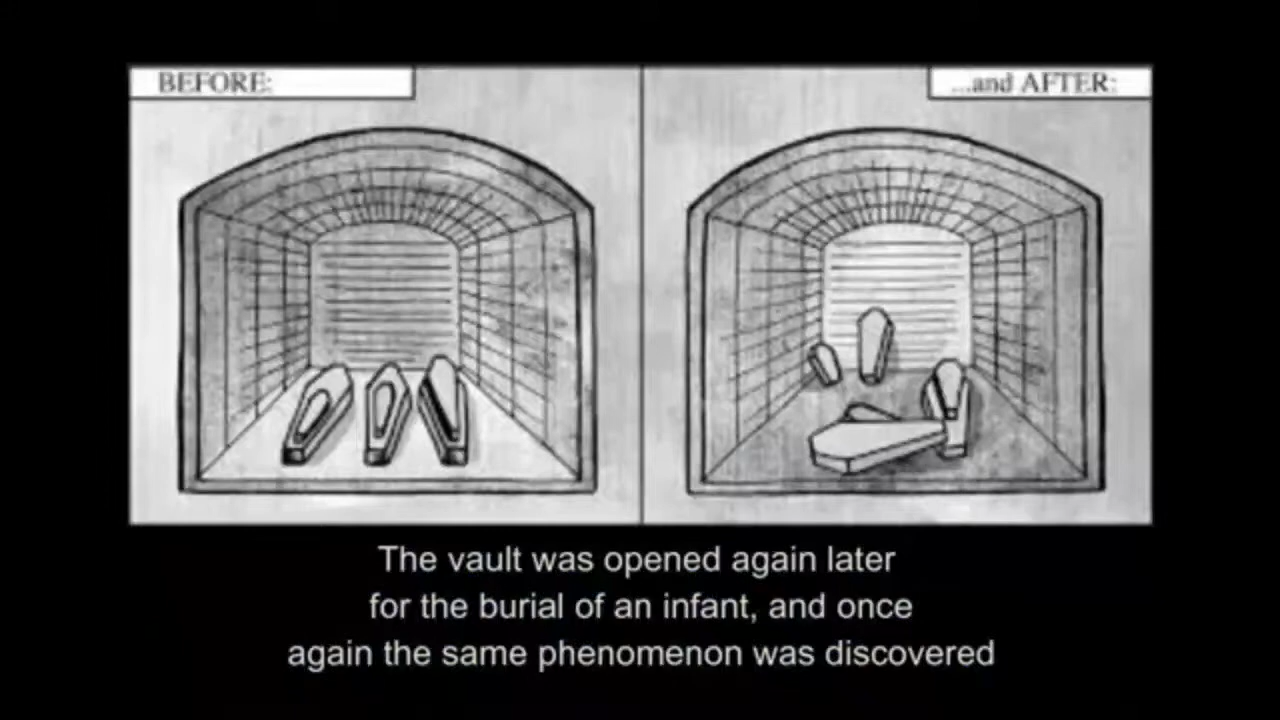 BEFORE:
...and AFTER:
The vault was opened again later
for the burial of an infant, and once
again the same phenomenon was discovered